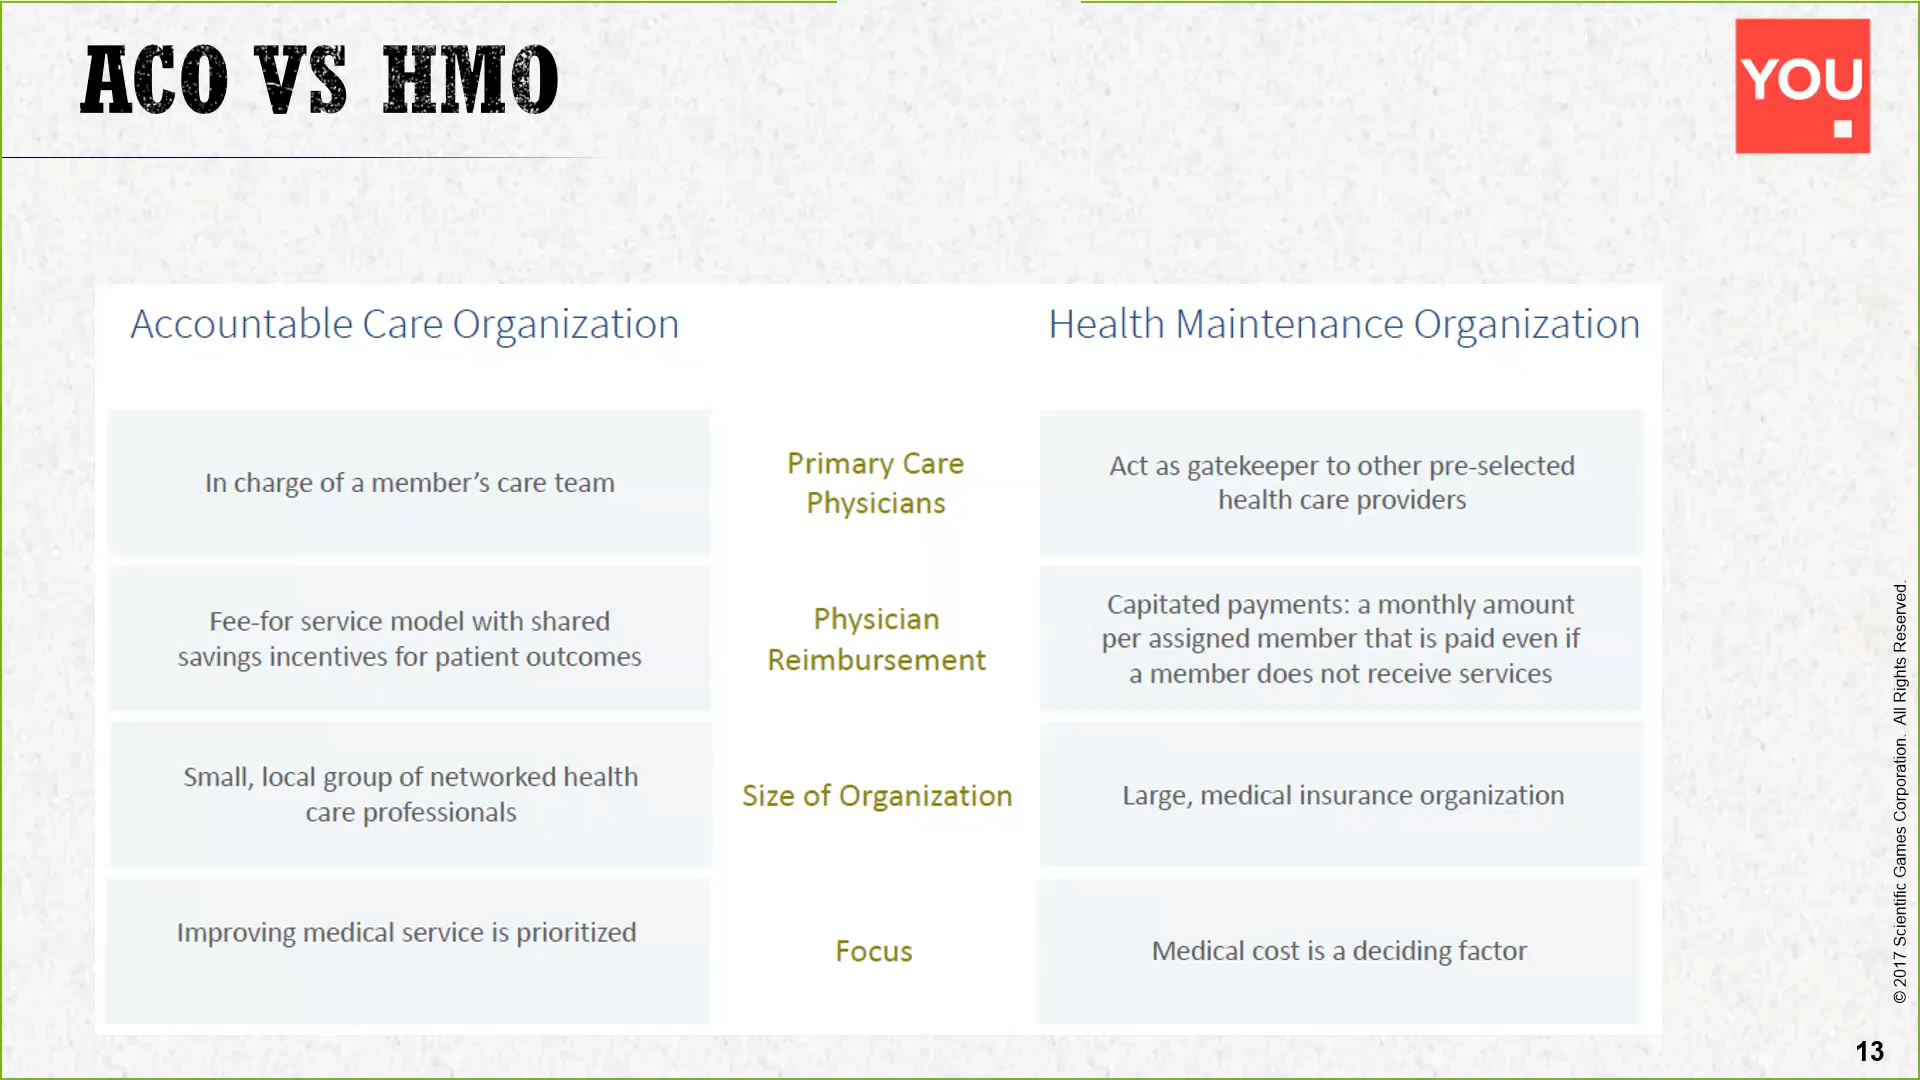 ACO VS HMO
YOU
Accountable Care Organization
Health Maintenance Organization
In charge of a member’s care team
Primary Care
Physicians
Act as gatekeeper to other pre-selected
health care providers
Fee-for service model with shared
savings incentives for patient outcomes
Physician
Reimbursement
Capitated payments: a monthly amount
per assigned member that is paid even if
a member does not receive services
Small, local group of networked health
care professionals
Size of Organization
Large, medical insurance organization
Improving medical service is prioritized
Focus
Medical cost is a deciding factor
© 2017 Scientific Games Corporation. All Rights Reserved.
13